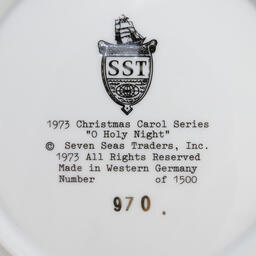 SST
1973 Christmas Carol Series
"O Holy Night"
© Seven Seas Traders, Inc.
1973 All Rights Reserved
Made in Western Germany
Number of 1500
970.